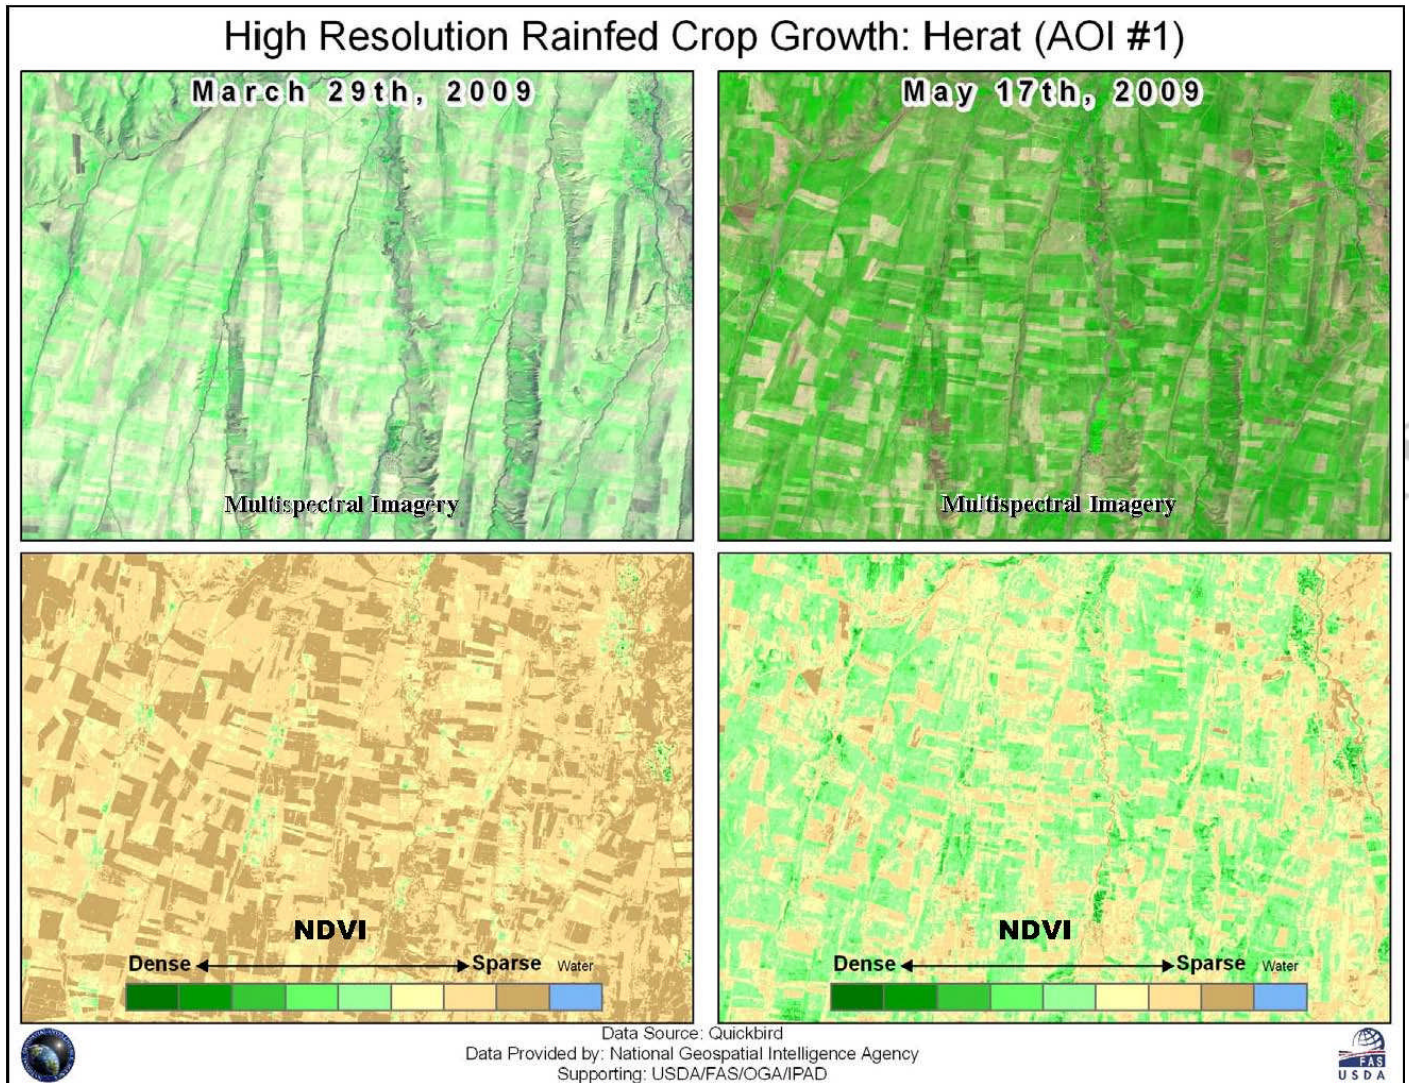 High Resolution Rainfed Crop Growth: Herat (AOI #1)
March 29th, 2009
May 17th, 2009
Multispectral Imagery
Multispectral Imagery
NDVI
Dense Sparse Water
NDVI
Dense Sparse Water
Data Source: Quickbird
Data Provided by: National Geospatial Intelligence Agency
Supporting: USDA/FAS/OGA/IPAD
FAS
USDA